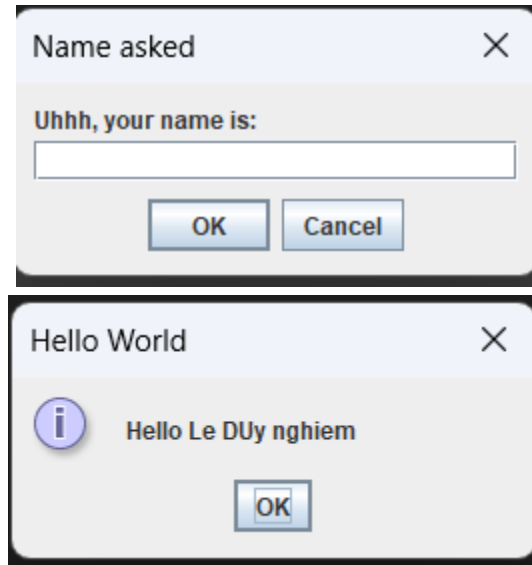 Name asked
Uhhh, your name is:
OK Cancel
Hello World
Hello Le DUy nghiem
OK